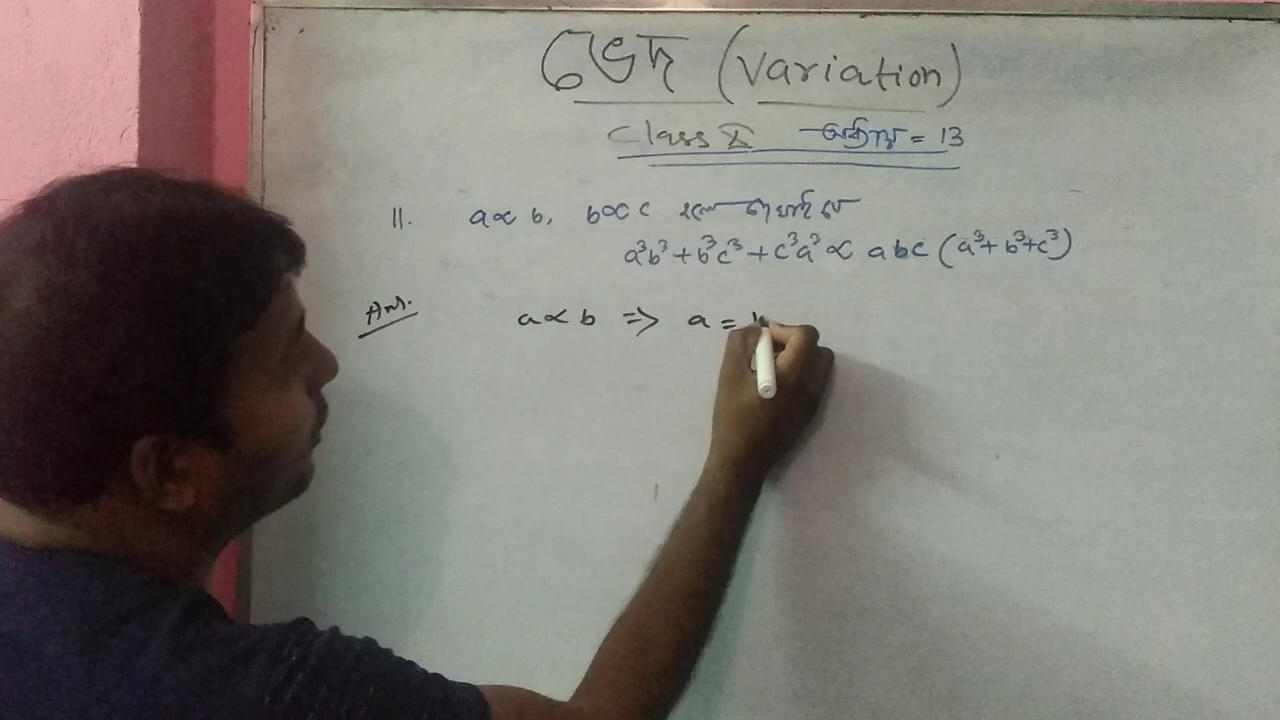 ভেদ (Variation)
Class X অধ্যায় = 13
11. a∝ b, b∝ c হলে দেখাই যে
a³b³ + b³c³ + c³a³ ∝ abc (a³+ b³+c³)
Ans. a∝ b ⇒ a =